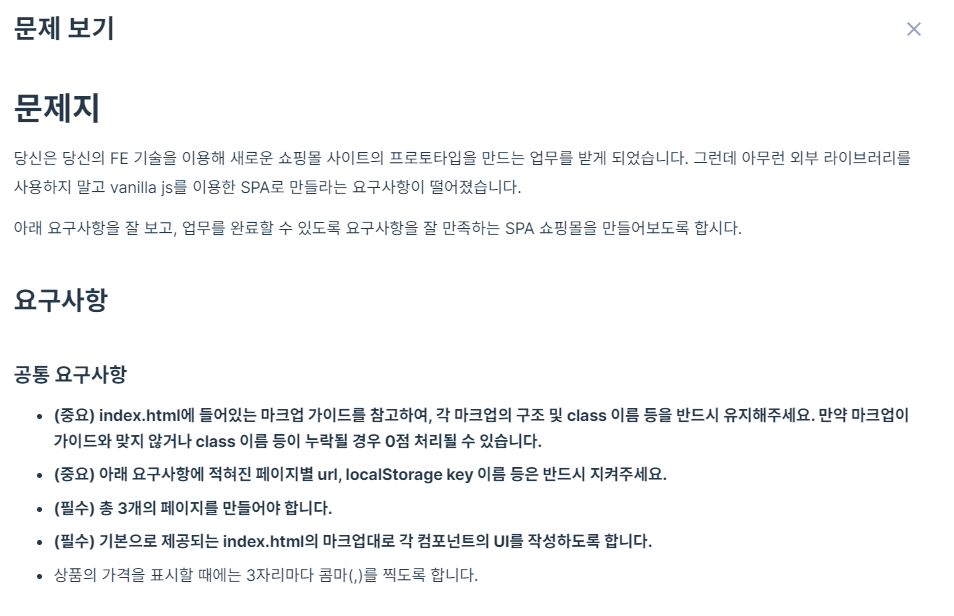 문제 보기
문제지
당신은 당신의 FE 기술을 이용해 새로운 쇼핑몰 사이트의 프로토타입을 만드는 업무를 받게 되었습니다. 그런데 아무런 외부 라이브러리를
사용하지 말고 vanilla js를 이용한 SPA로 만들라는 요구사항이 떨어졌습니다.
아래 요구사항을 잘 보고, 업무를 완료할 수 있도록 요구사항을 잘 만족하는 SPA 쇼핑몰을 만들어보도록 합시다.
요구사항
공통 요구사항
• (중요) index.html에 들어있는 마크업 가이드를 참고하여, 각 마크업의 구조 및 class 이름 등을 반드시 유지해주세요. 만약 마크업이
가이드와 맞지 않거나 class 이름 등이 누락될 경우 0점 처리될 수 있습니다.
• (중요) 아래 요구사항에 적혀진 페이지별 url, localStorage key 이름 등은 반드시 지켜주세요.
• (필수) 총 3개의 페이지를 만들어야 합니다.
• (필수) 기본으로 제공되는 index.html의 마크업대로 각 컴포넌트의 UI를 작성하도록 합니다.
• 상품의 가격을 표시할 때에는 3자리마다 콤마(,)를 찍도록 합니다.